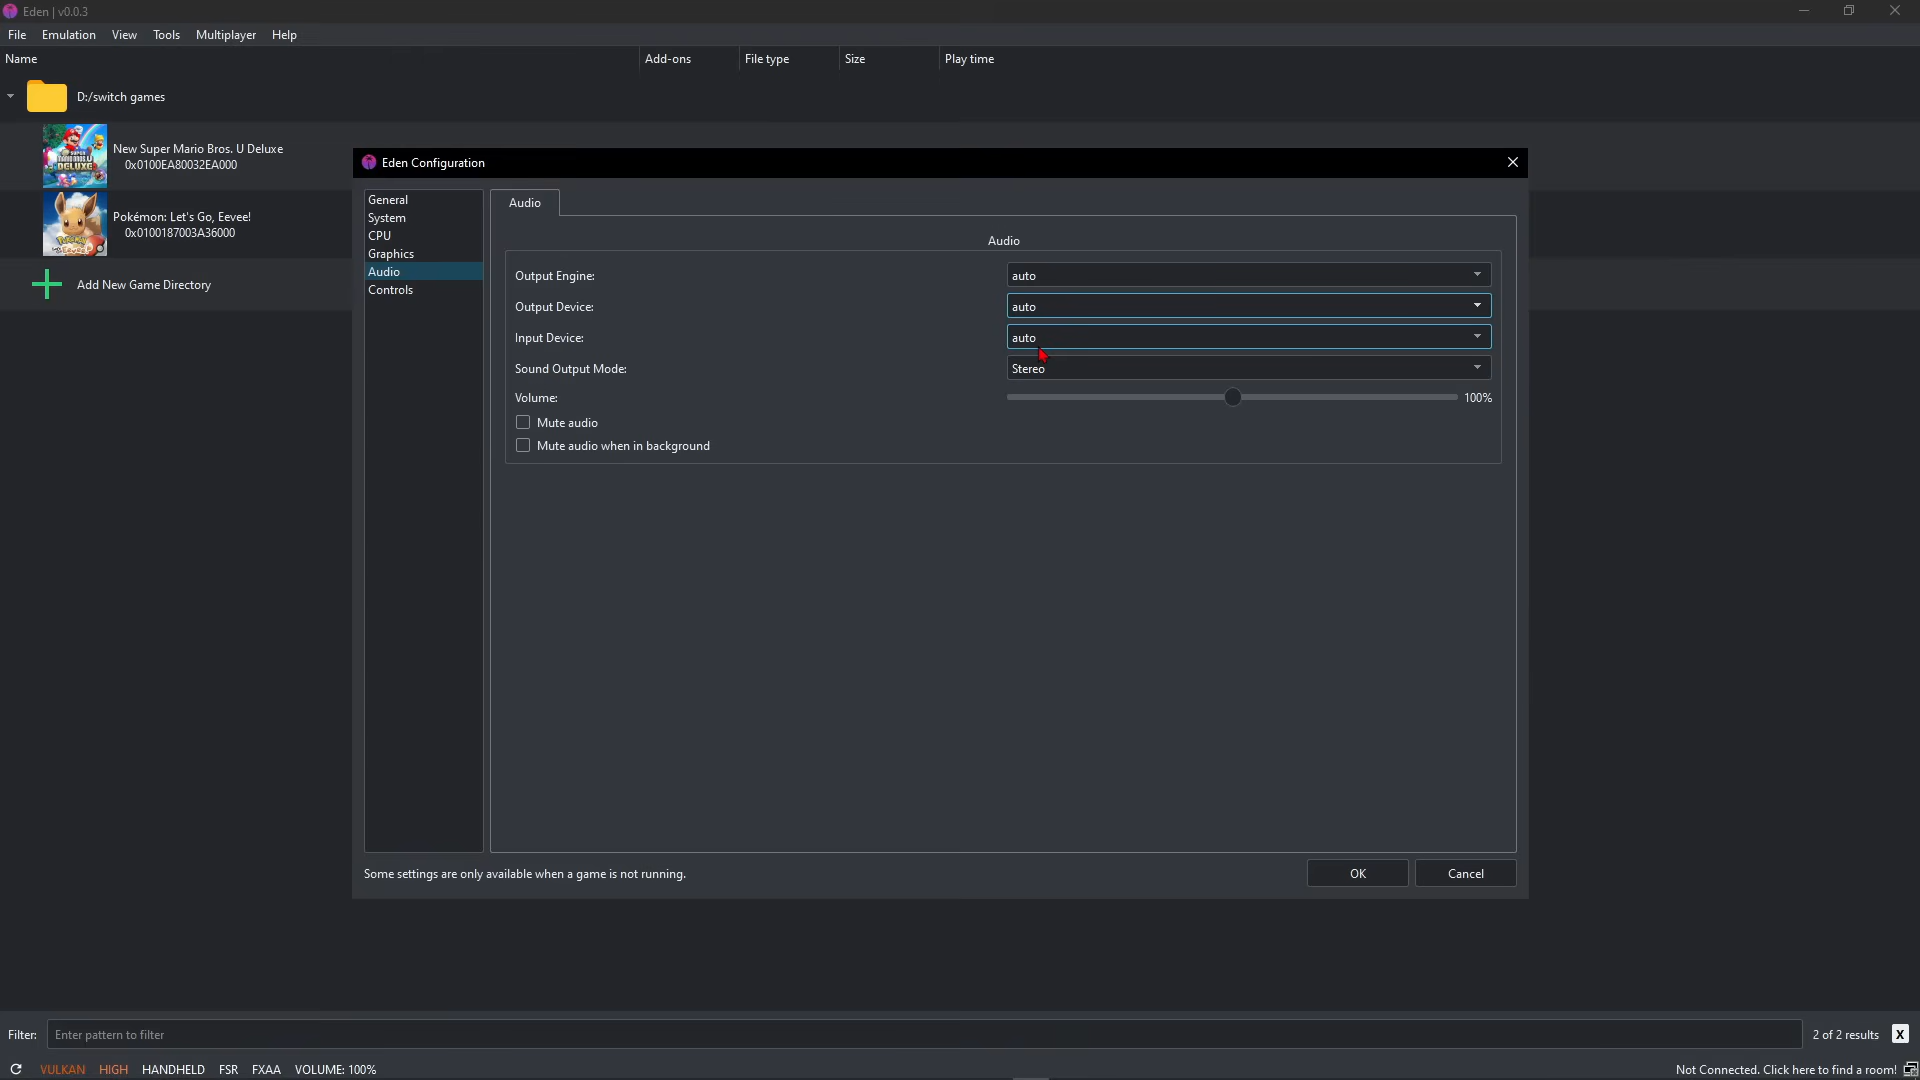 Eden | v0.0.3
File Emulation View Tools Multiplayer Help
Name Add-ons File type Size Play time
D:/switch games
New Super Mario Bros. U Deluxe
0x0100EA80032EA000
Pokémon: Let's Go, Eevee!
0x0100187003A36000
Add New Game Directory
Eden Configuration
General
System
CPU
Graphics
Audio
Controls
Audio
Audio
Output Engine: auto
Output Device: auto
Input Device: auto
Sound Output Mode: Stereo
Volume: 100%
Mute audio
Mute audio when in background
Some settings are only available when a game is not running.
OK Cancel
Filter: Enter pattern to filter 2 of 2 results X
VULKAN HIGH HANDHELD FSR FXAA VOLUME: 100% Not Connected. Click here to find a room!